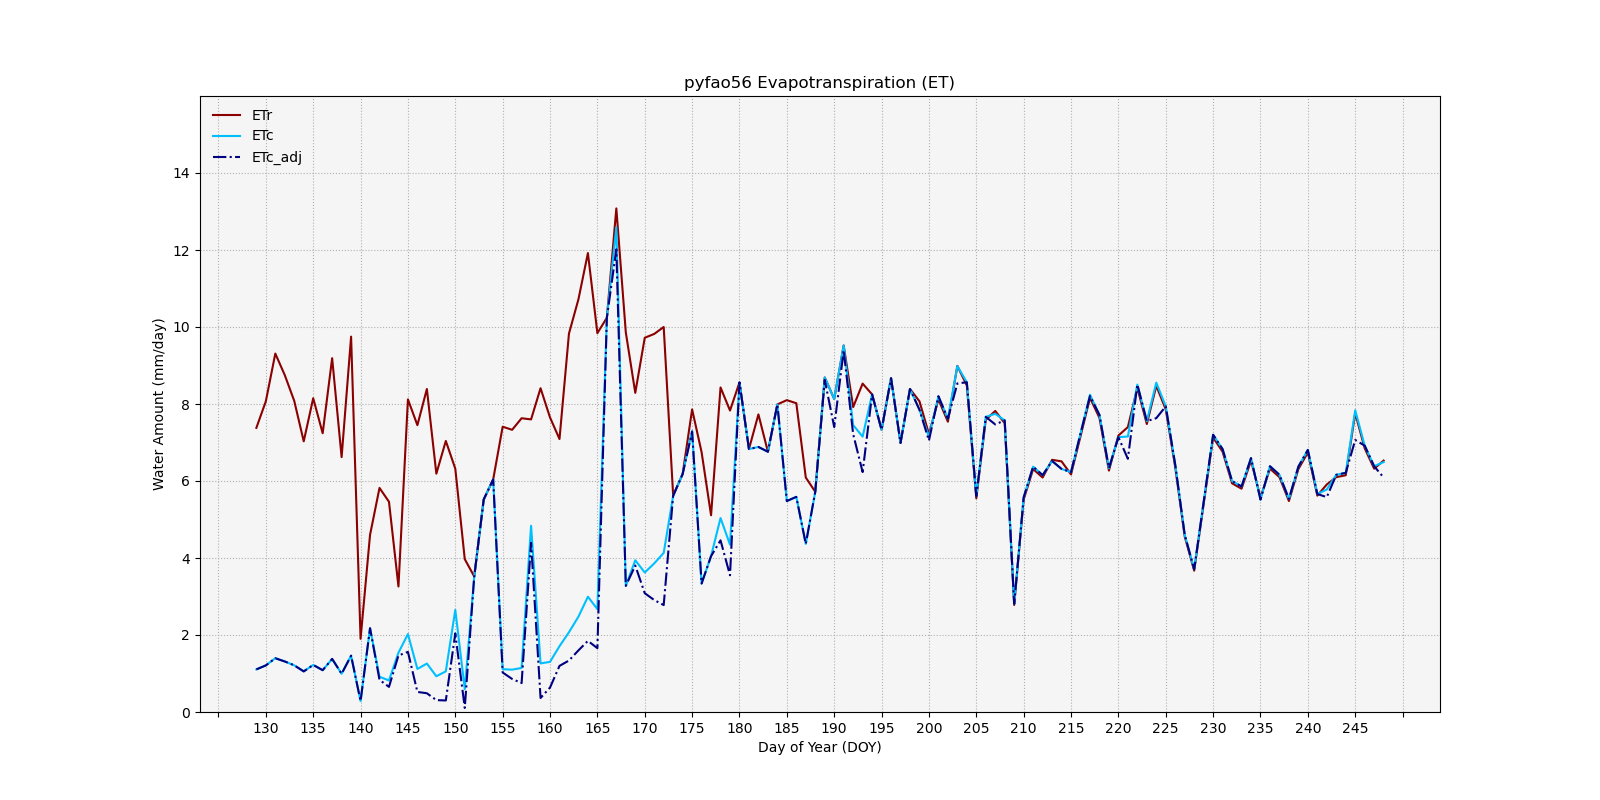 pyfao56 Evapotranspiration (ET)
ETr
ETc
ETc_adj
Water Amount (mm/day)
14
12
10
8
6
4
2
0
130 135 140 145 150 155 160 165 170 175 180 185 190 195 200 205 210 215 220 225 230 235 240 245
Day of Year (DOY)